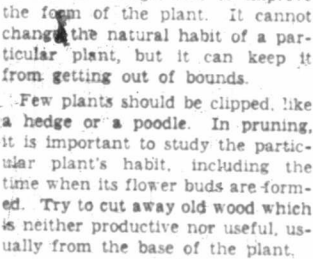 the form of the plant. It cannot
change the natural habit of a par-
ticular plant, but it can keep it
from getting out of bounds.
Few plants should be clipped, like
a hedge or a poodle. In pruning,
it is important to study the partic-
ular plant's habit, including the
time when its flower buds are form-
ed. Try to cut away old wood which
is neither productive nor useful, us-
ually from the base of the plant.